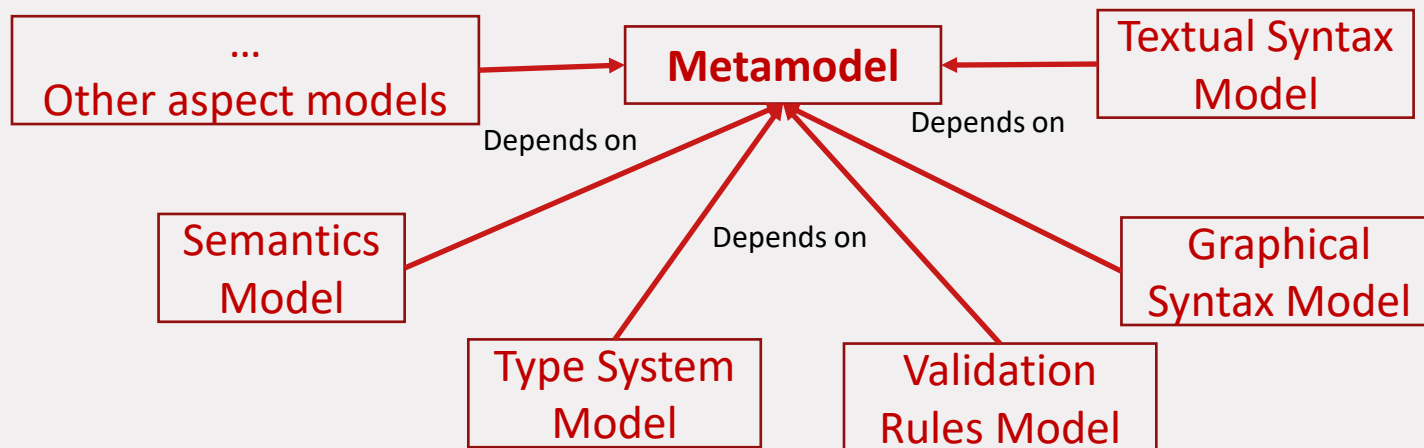 ...
Other aspect models
Metamodel
Textual Syntax
Model
Depends on
Depends on
Semantics
Model
Depends on
Graphical
Syntax Model
Type System
Model
Validation
Rules Model